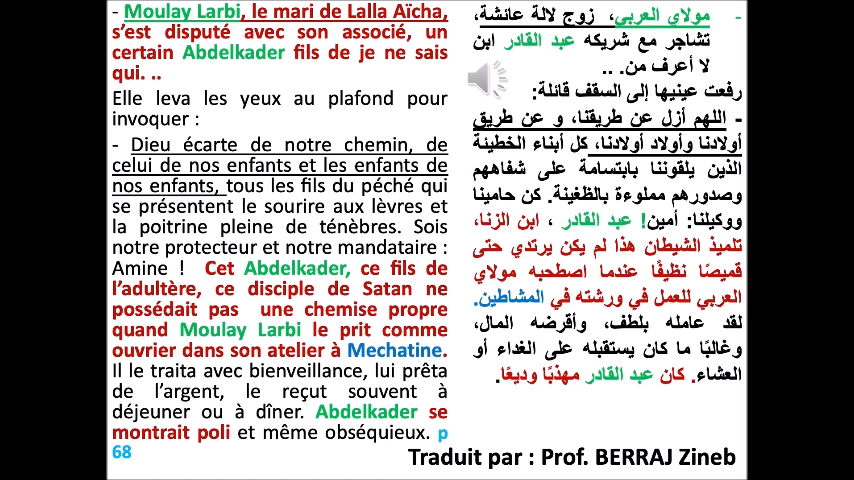 - Moulay Larbi, le mari de Lalla Aïcha,
s'est disputé avec son associé, un
certain Abdelkader fils de je ne sais
qui. ..
Elle leva les yeux au plafond pour
invoquer :
- Dieu écarte de notre chemin, de
celui de nos enfants et les enfants de
nos enfants, tous les fils du péché qui
se présentent le sourire aux lèvres et
la poitrine pleine de ténèbres. Sois
notre protecteur et notre mandataire :
Amine ! Cet Abdelkader, ce fils de
l'adultère, ce disciple de Satan ne
possédait pas une chemise propre
quand Moulay Larbi le prit comme
ouvrier dans son atelier à Mechatine.
Il le traita avec bienveillance, lui prêta
de l'argent, le reçut souvent à
déjeuner ou à dîner. Abdelkader se
montrait poli et même obséquieux. p
68
- مولاي العربي، زوج لالة عائشة،
تشاجر مع شريكه عبد القادر ابن
لا أعرف من. ..
رفعت عينيها إلى السقف قائلة:
- اللهم أزل عن طريقنا، و عن طريق
أولادنا وأولاد أولادنا، كل أبناء الخطيئة
الذين يلقوننا بابتسامة على شفاههم
وصدورهم مملوءة بالظغينة. كن حامينا
ووكيلنا: أمين! عبد القادر ، ابن الزنا،
تلميذ الشيطان هذا لم يكن يرتدي حتى
قميصًا نظيفًا عندما اصطحبه مولاي
العربي للعمل في ورشته في المشاطين.
لقد عامله بلطف، وأقرضه المال،
وغالبًا ما كان يستقبله على الغداء أو
العشاء. كان عبد القادر مهذبًا وديعًا.
Traduit par : Prof. BERRAJ Zineb